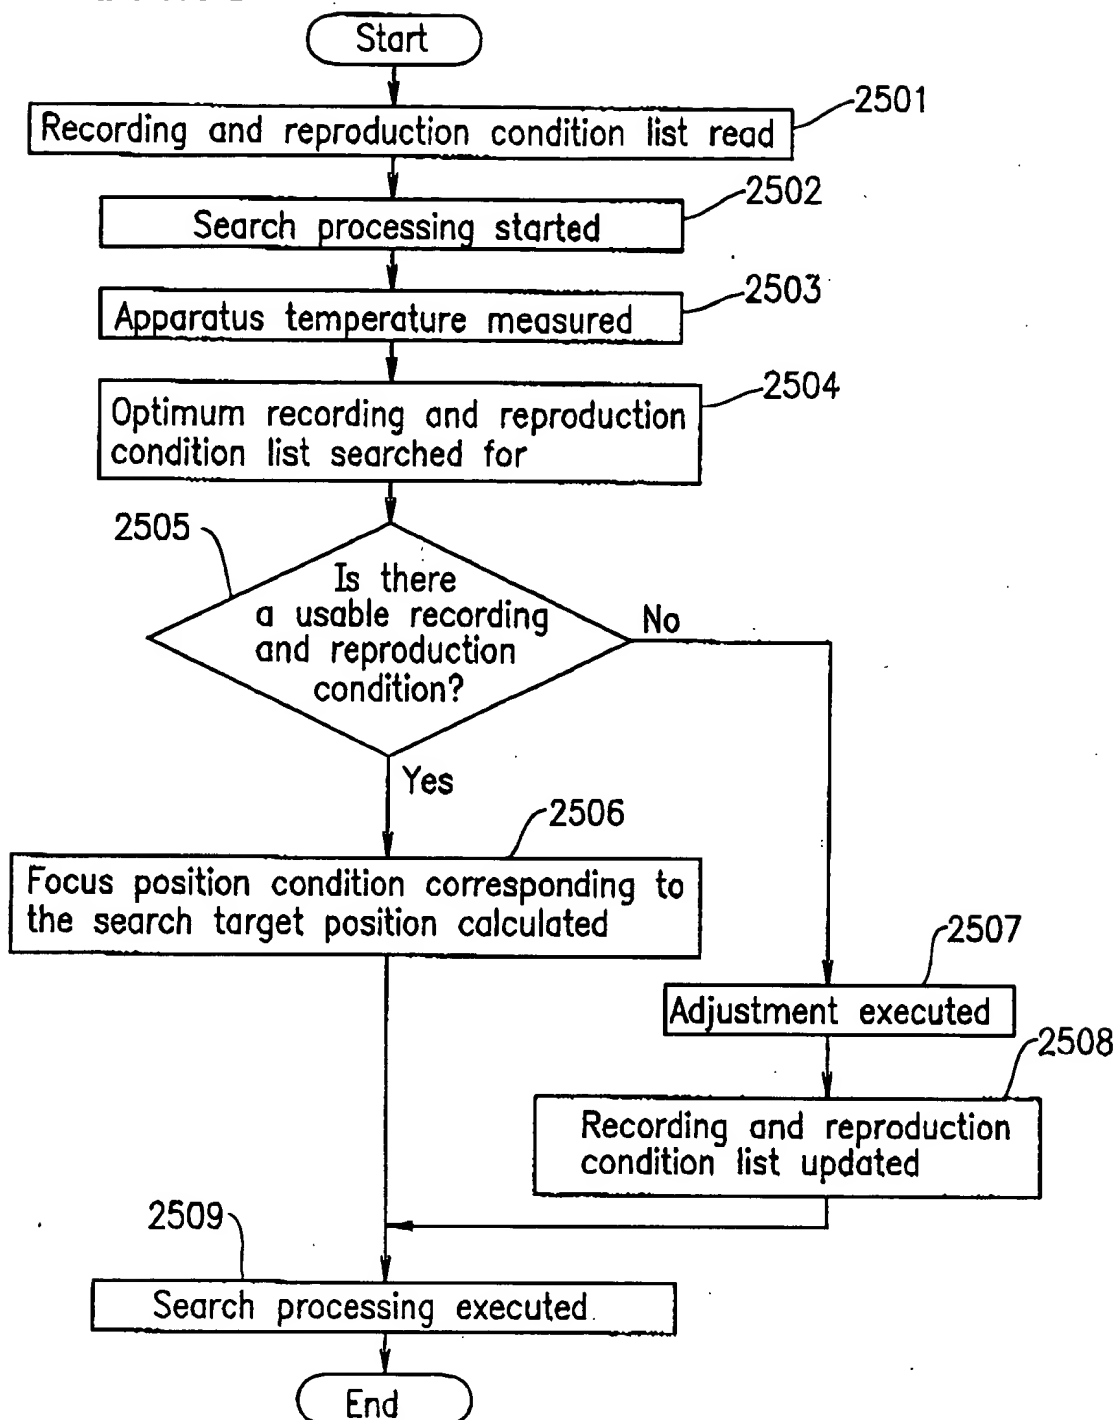 Start
2501
Recording and reproduction condition list read
2502
Search processing started
2503
Apparatus temperature measured
2504
Optimum recording and reproduction
condition list searched for
2505
Is there
a usable recording
and reproduction
condition?
No
Yes
2506
Focus position condition corresponding to
the search target position calculated
2507
Adjustment executed
2508
Recording and reproduction
condition list updated
2509
Search processing executed
End